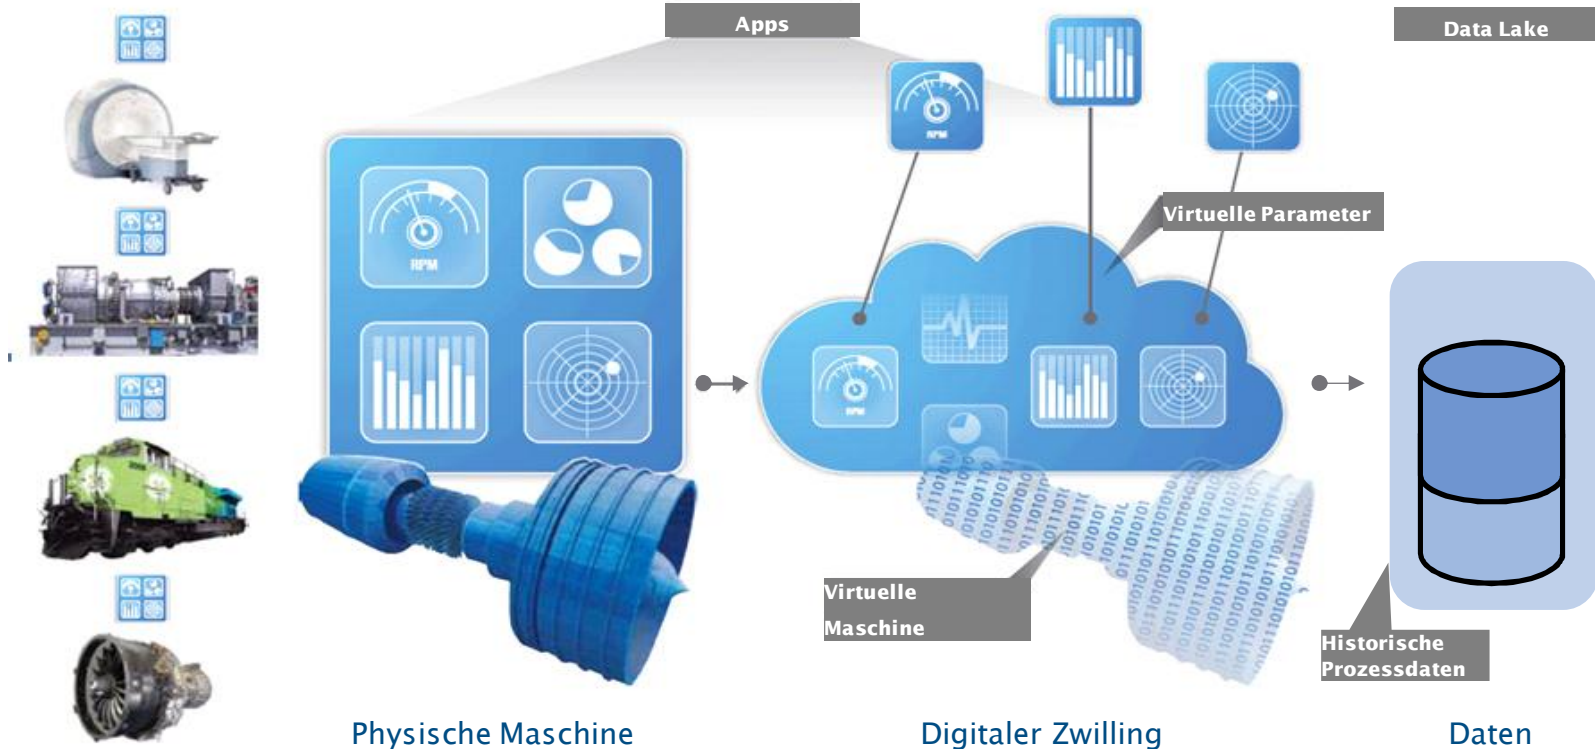 Apps
Data Lake
RPM
Virtuelle Parameter
RPM
RPM
Virtuelle
Maschine
Historische
Prozessdaten
Physische Maschine
Digitaler Zwilling
Daten